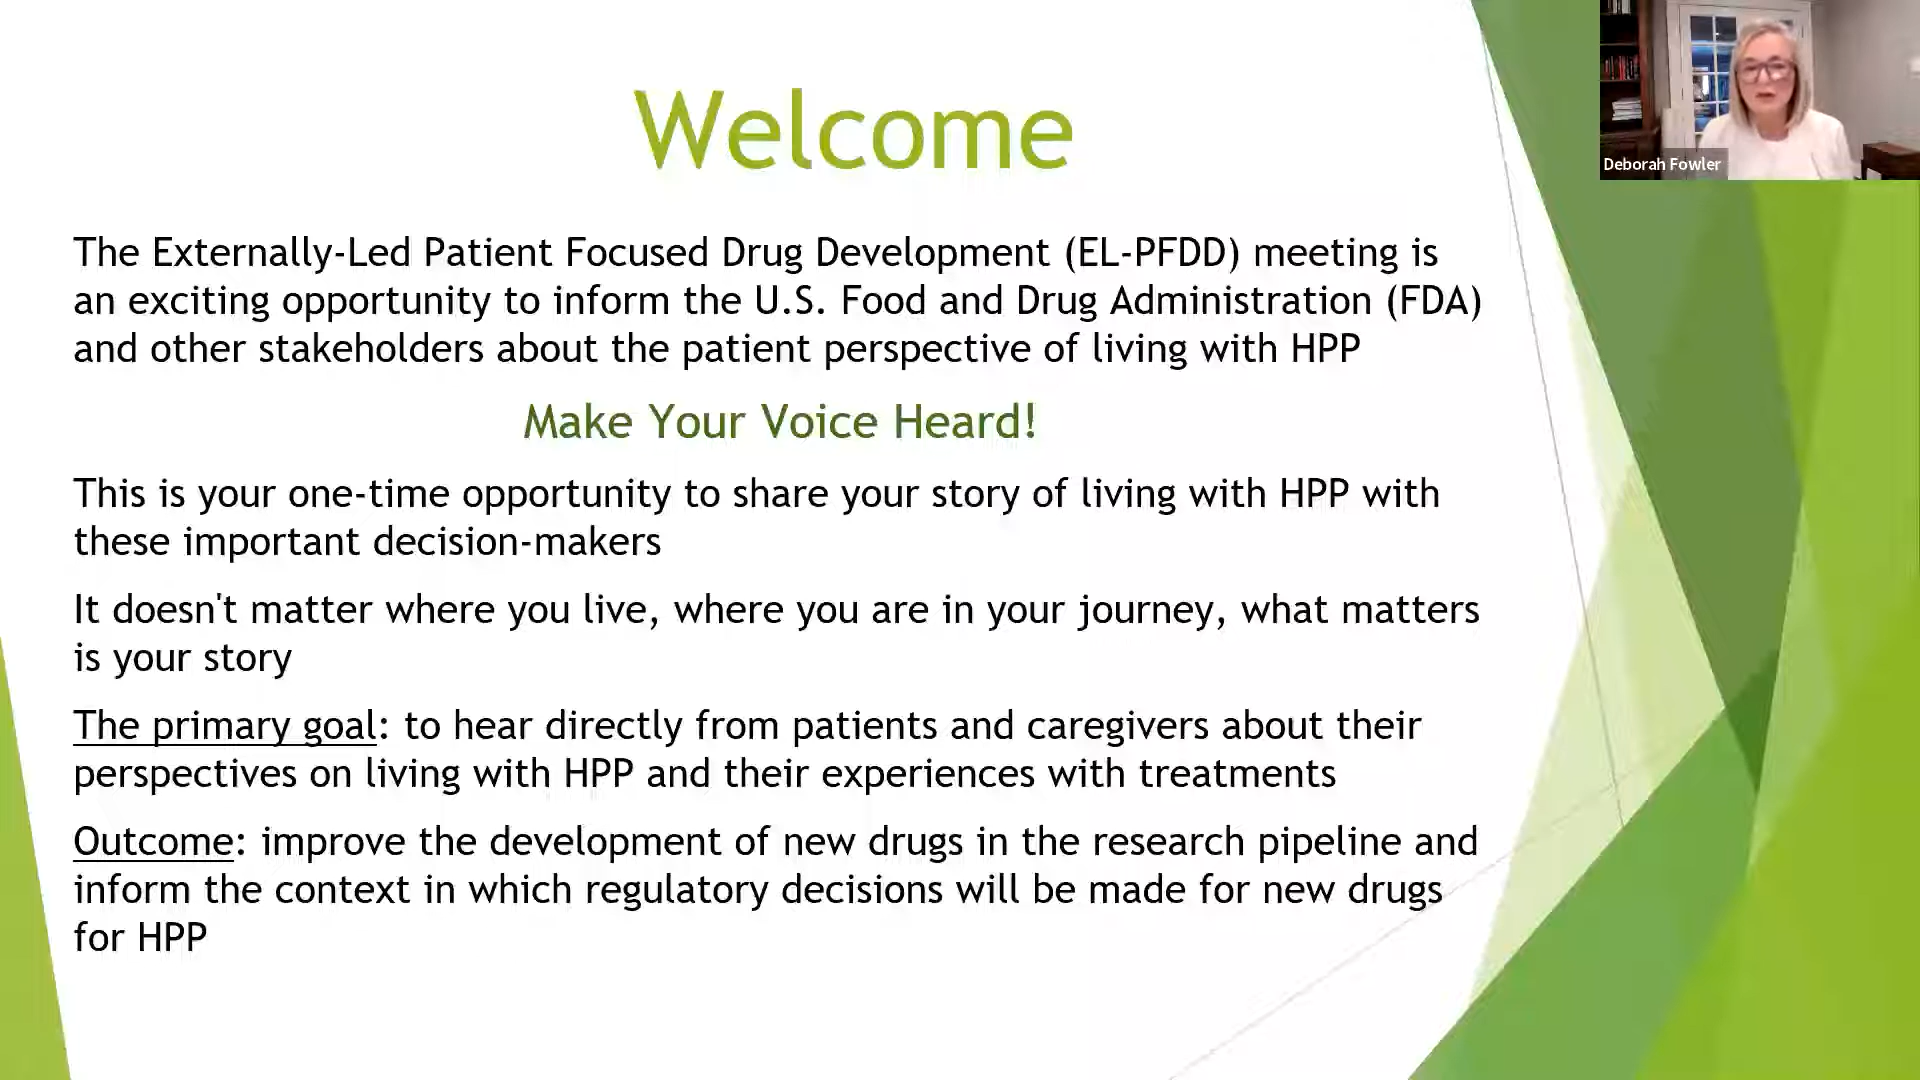 Welcome
The Externally-Led Patient Focused Drug Development (EL-PFDD) meeting is
an exciting opportunity to inform the U.S. Food and Drug Administration (FDA)
and other stakeholders about the patient perspective of living with HPP
Make Your Voice Heard!
This is your one-time opportunity to share your story of living with HPP with
these important decision-makers
It doesn't matter where you live, where you are in your journey, what matters
is your story
The primary goal: to hear directly from patients and caregivers about their
perspectives on living with HPP and their experiences with treatments
Outcome: improve the development of new drugs in the research pipeline and
inform the context in which regulatory decisions will be made for new drugs
for HPP
Deborah Fowler